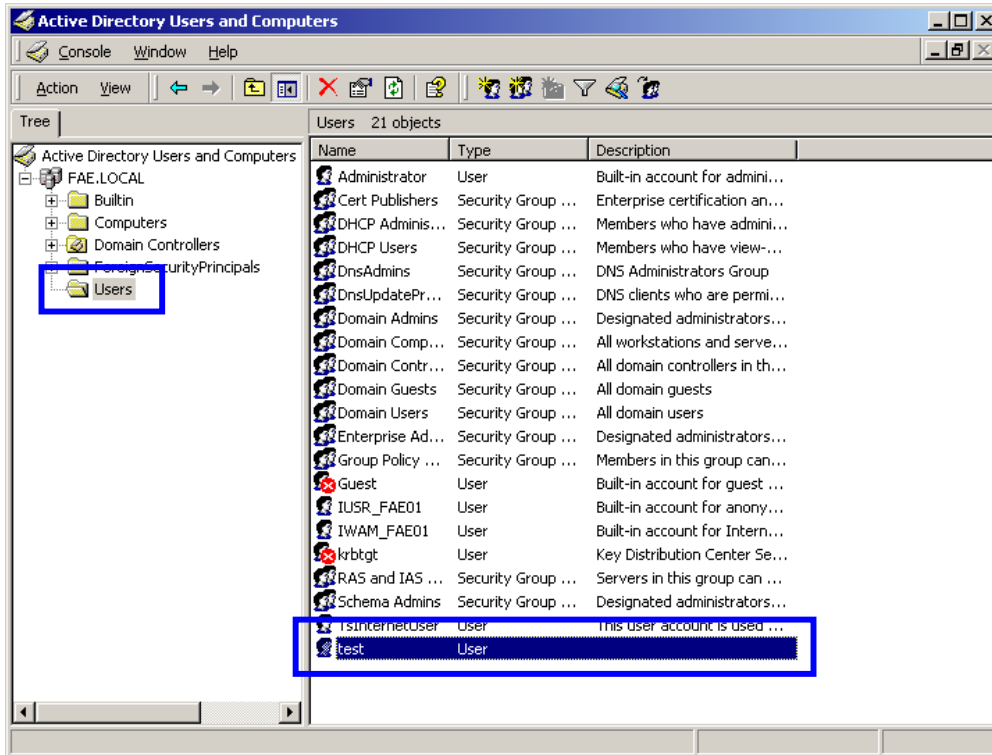 Active Directory Users and Computers
Console Window Help
Action View
Tree
Users 21 objects
Active Directory Users and Computers
FAE.LOCAL
Builtin
Computers
Domain Controllers
ForeignSecurityPrincipals
Users
Name Type Description
Administrator User Built-in account for admini...
Cert Publishers Security Group ... Enterprise certification an...
DHCP Adminis... Security Group ... Members who have admini...
DHCP Users Security Group ... Members who have view-...
DnsAdmins Security Group ... DNS Administrators Group
DnsUpdatePr... Security Group ... DNS clients who are permi...
Domain Admins Security Group ... Designated administrators...
Domain Comp... Security Group ... All workstations and serve...
Domain Contr... Security Group ... All domain controllers in th...
Domain Guests Security Group ... All domain guests
Domain Users Security Group ... All domain users
Enterprise Ad... Security Group ... Designated administrators...
Group Policy ... Security Group ... Members in this group can...
Guest User Built-in account for guest ...
IUSR_FAE01 User Built-in account for anony...
IWAM_FAE01 User Built-in account for Intern...
krbtgt User Key Distribution Center Se...
RAS and IAS ... Security Group ... Servers in this group can ...
Schema Admins Security Group ... Designated administrators...
TsInternetUser User This user account is used ...
test User